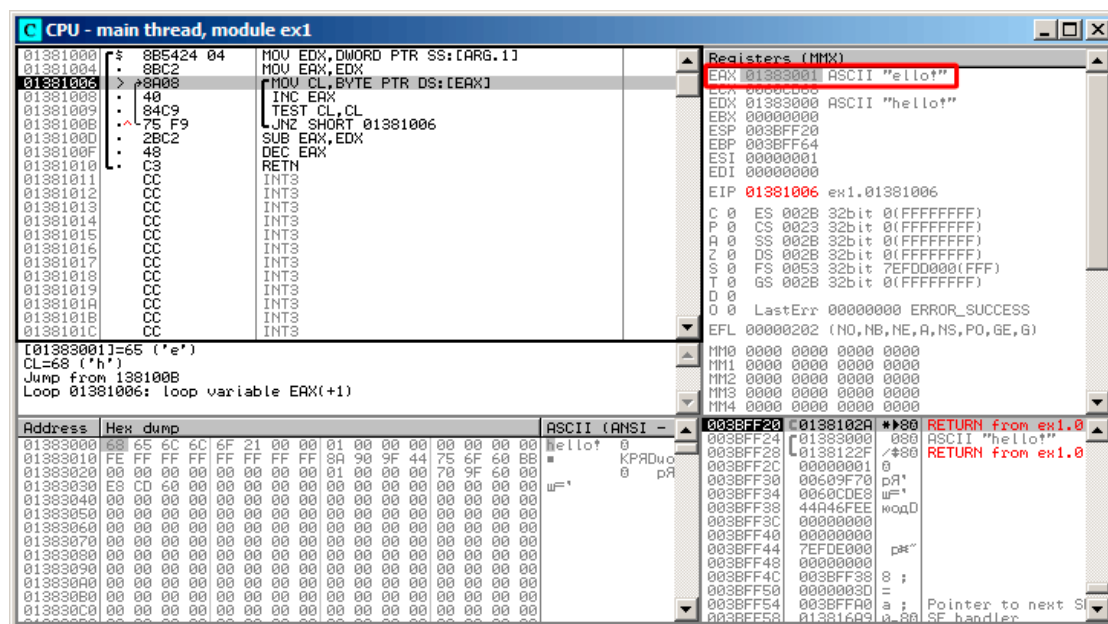 CPU - main thread, module ex1
01381000 $ 8B5424 04 MOV EDX,DWORD PTR SS:[ARG.1]
01381004 · 8BC2 MOV EAX,EDX
01381006 > 8A08 MOV CL,BYTE PTR DS:[EAX]
01381008 · 40 INC EAX
01381009 · 84C9 TEST CL,CL
0138100B ·^ 75 F9 JNZ SHORT 01381006
0138100D · 2BC2 SUB EAX,EDX
0138100F · 48 DEC EAX
01381010 · C3 RETN
01381011 CC INT3
01381012 CC INT3
01381013 CC INT3
01381014 CC INT3
01381015 CC INT3
01381016 CC INT3
01381017 CC INT3
01381018 CC INT3
01381019 CC INT3
0138101A CC INT3
0138101B CC INT3
0138101C CC INT3
[01383001]=65 ('e')
CL=68 ('h')
Jump from 138100B
Loop 01381006: loop variable EAX(+1)
Registers (MMX)
EAX 01383001 ASCII "ello!"
EDX 01383000 ASCII "hello!"
EBX 00000000
ESP 003BFF20
EBP 003BFF64
ESI 00000001
EDI 00000000
EIP 01381006 ex1.01381006
C 0 ES 002B 32bit 0(FFFFFFFF)
P 0 CS 0023 32bit 0(FFFFFFFF)
A 0 SS 002B 32bit 0(FFFFFFFF)
Z 0 DS 002B 32bit 0(FFFFFFFF)
S 0 FS 0053 32bit 7EFDD000(FFF)
T 0 GS 002B 32bit 0(FFFFFFFF)
D 0
O 0 LastErr 00000000 ERROR_SUCCESS
EFL 00000202 (NO,NB,NE,A,NS,PO,GE,G)
MM0 0000 0000 0000 0000
MM1 0000 0000 0000 0000
MM2 0000 0000 0000 0000
MM3 0000 0000 0000 0000
MM4 0000 0000 0000 0000
Address Hex dump ASCII (ANSI -
01383000 68 65 6C 6C 6F 21 00 00 01 00 00 00 00 00 00 00 hello!
01383010 FE FF FF FF FF FF FF FF 8A 90 9F 44 75 6F 60 BB KPЯDuo
01383020 00 00 00 00 00 00 00 00 01 00 00 00 70 9F 60 00 pЯ
01383030 E8 CD 60 00 00 00 00 00 00 00 00 00 00 00 00 00 ш=`
01383040 00 00 00 00 00 00 00 00 00 00 00 00 00 00 00 00
01383050 00 00 00 00 00 00 00 00 00 00 00 00 00 00 00 00
01383060 00 00 00 00 00 00 00 00 00 00 00 00 00 00 00 00
01383070 00 00 00 00 00 00 00 00 00 00 00 00 00 00 00 00
01383080 00 00 00 00 00 00 00 00 00 00 00 00 00 00 00 00
01383090 00 00 00 00 00 00 00 00 00 00 00 00 00 00 00 00
013830A0 00 00 00 00 00 00 00 00 00 00 00 00 00 00 00 00
013830B0 00 00 00 00 00 00 00 00 00 00 00 00 00 00 00 00
013830C0 00 00 00 00 00 00 00 00 00 00 00 00 00 00 00 00
003BFF20 0138102A RETURN from ex1.0
003BFF24 01383000 ASCII "hello!"
003BFF28 0138122F RETURN from ex1.0
003BFF2C 00000001
003BFF30 00609F70 pЯ`
003BFF34 0060CDE8 ш=`
003BFF38 44A46FEE юодD
003BFF3C 00000000
003BFF40 00000000
003BFF44 7EFDE000
003BFF48 00000000
003BFF4C 003BFF38 8 ;
003BFF50 0000003D =
003BFF54 003BFFA0 a ; Pointer to next S
003BFF58 013816A9 SE handler